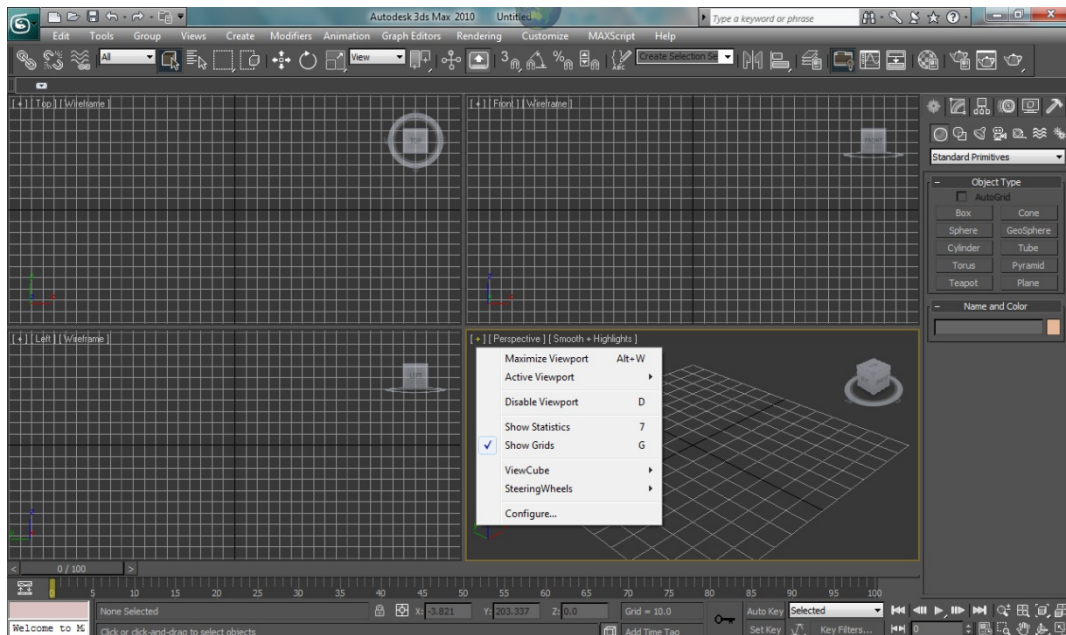 Autodesk 3ds Max 2010 Untitled
Type a keyword or phrase
Edit Tools Group Views Create Modifiers Animation Graph Editors Rendering Customize MAXScript Help
All
View
Create Selection Se
[ + ] [ Top ] [ Wireframe ]
TOP
[ + ] [ Front ] [ Wireframe ]
FRONT
Standard Primitives
Object Type
AutoGrid
Box Cone
Sphere GeoSphere
Cylinder Tube
Torus Pyramid
Teapot Plane
Name and Color
[ + ] [ Left ] [ Wireframe ]
LEFT
[ + ] [ Perspective ] [ Smooth + Highlights ]
Maximize Viewport Alt+W
Active Viewport
Disable Viewport D
Show Statistics 7
Show Grids G
ViewCube
SteeringWheels
Configure...
< 0 / 100 >
0 5 10 15 20 25 30 35 40 45 50 55 60 65 70 75 80 85 90 95 100
None Selected
X: -3.821 Y: 203.337 Z: 0.0
Grid = 10.0
Auto Key Selected
Welcome to M
Click or click-and-drag to select objects
Add Time Tag
Set Key
Key Filters...
0